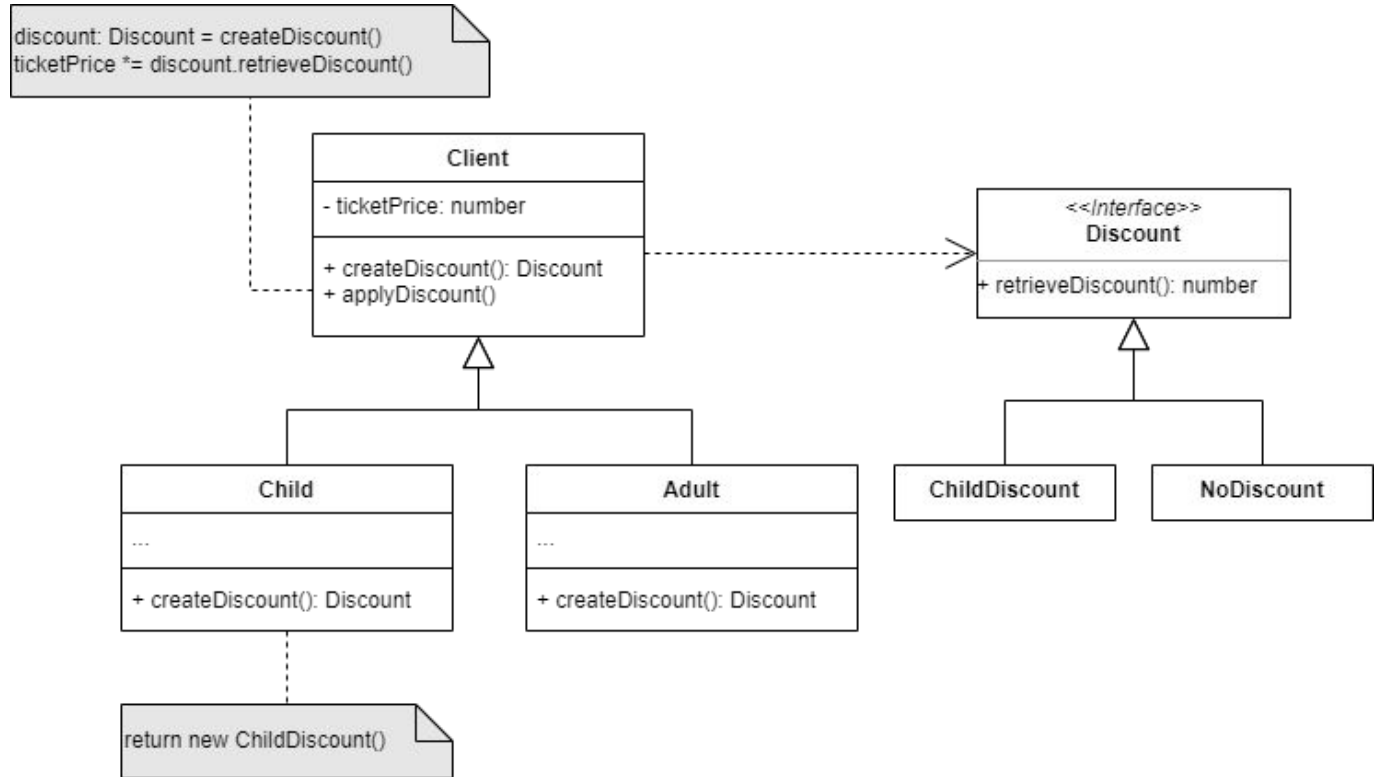 discount: Discount = createDiscount()
ticketPrice *= discount.retrieveDiscount()
Client
- ticketPrice: number
+ createDiscount(): Discount
+ applyDiscount()
<<Interface>>
Discount
+ retrieveDiscount(): number
Child
...
+ createDiscount(): Discount
Adult
...
+ createDiscount(): Discount
ChildDiscount
NoDiscount
return new ChildDiscount()